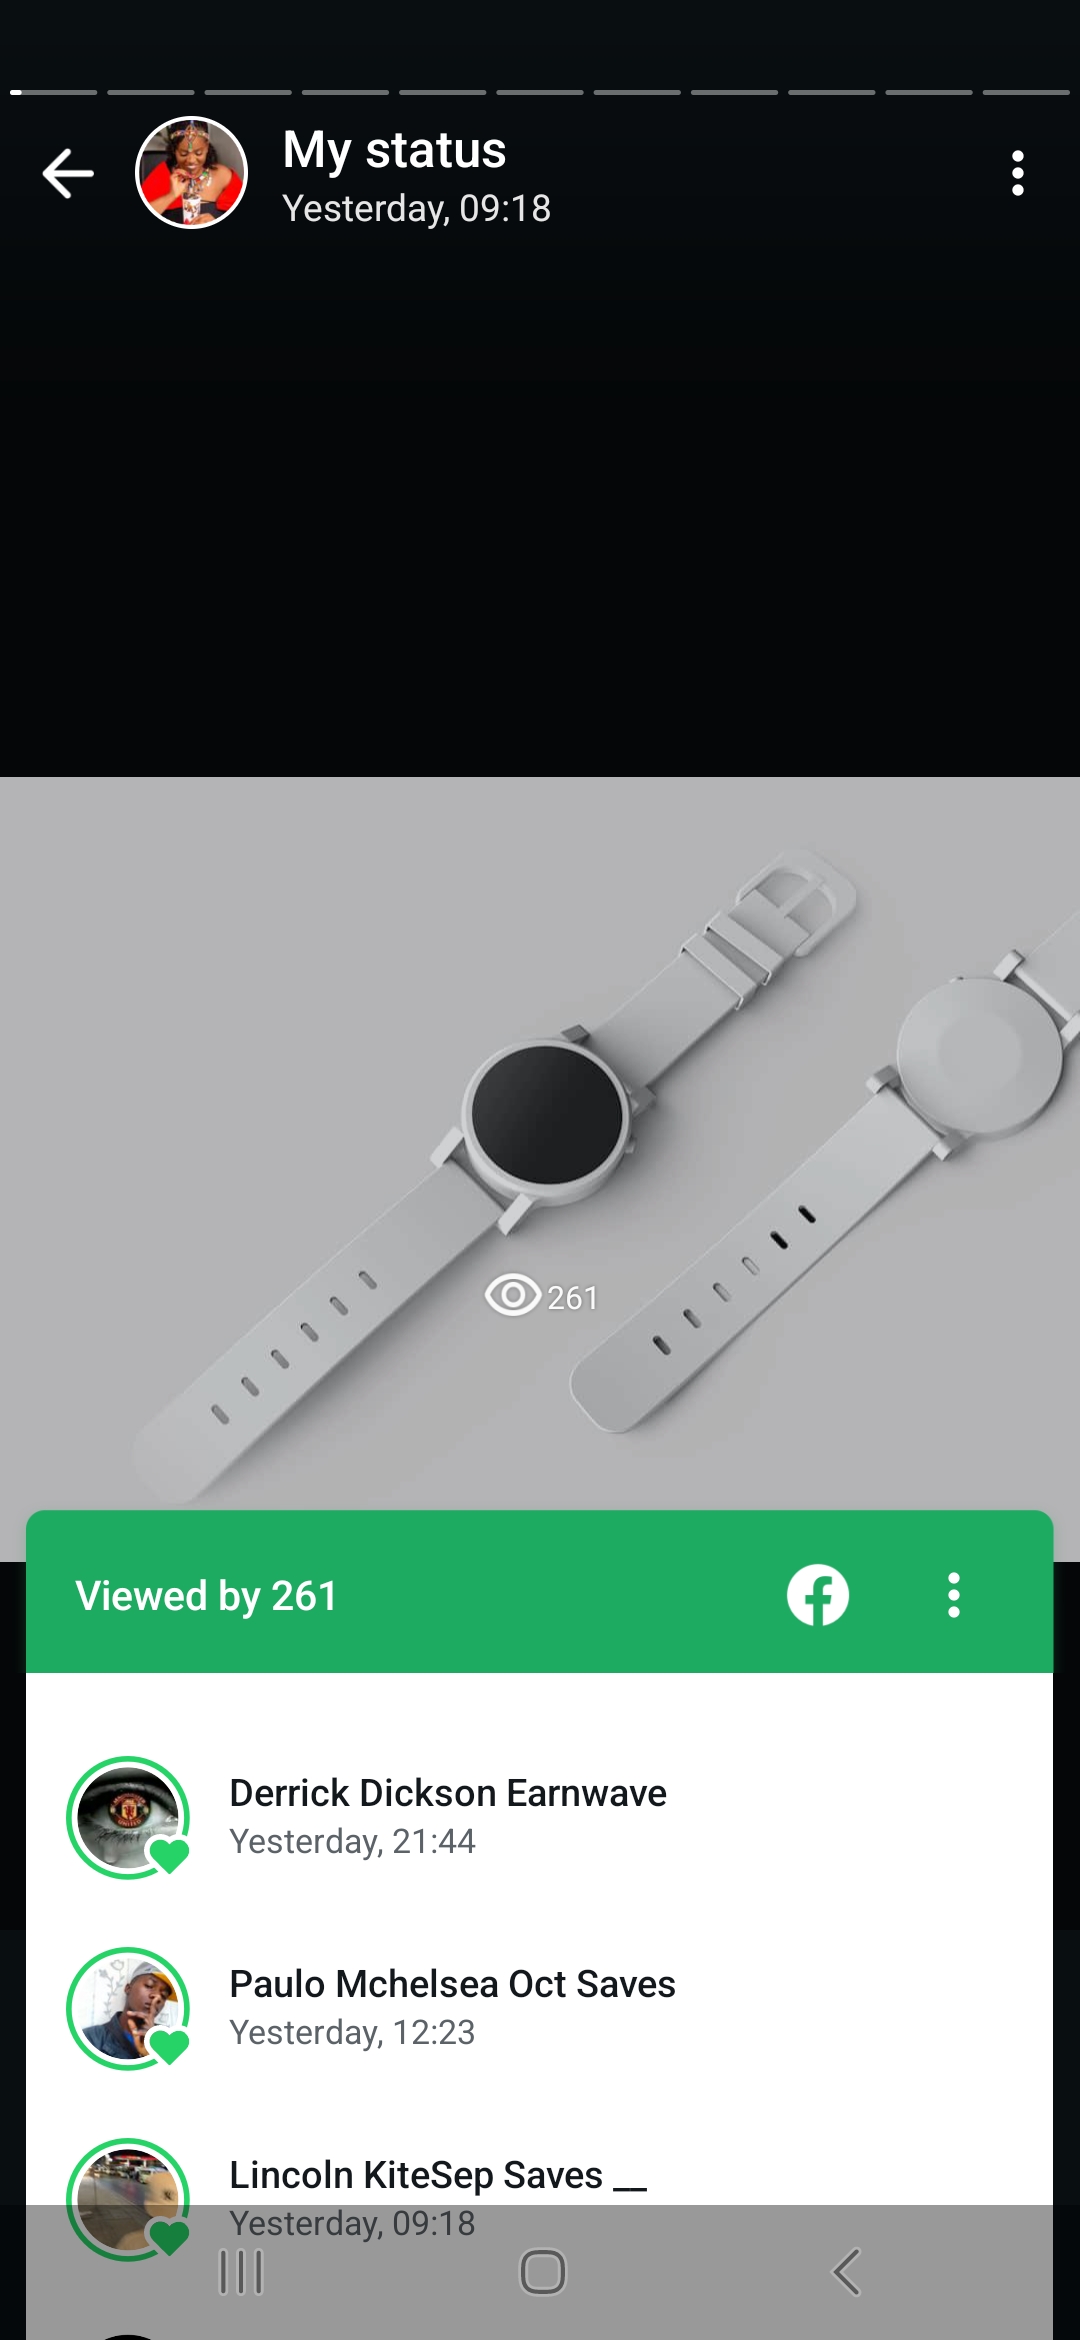 My status
Yesterday, 09:18
261
Viewed by 261
Derrick Dickson Earnwave
Yesterday, 21:44
Paulo Mchelsea Oct Saves
Yesterday, 12:23
Lincoln KiteSep Saves __
Yesterday, 09:18